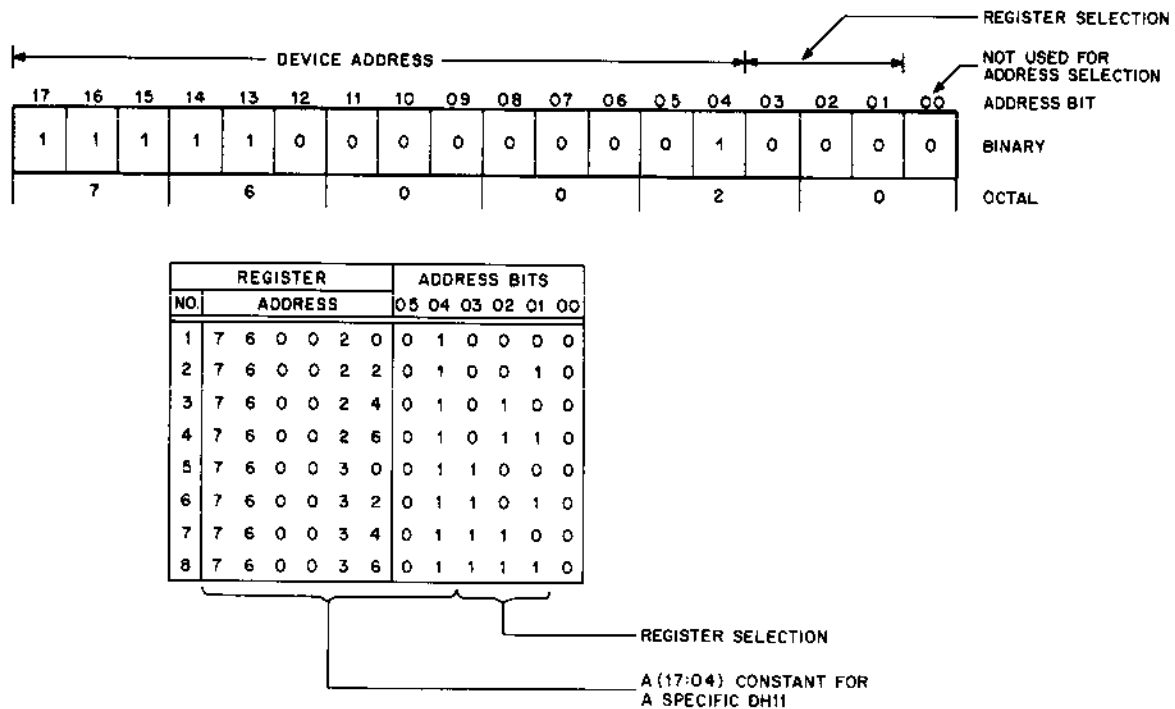 REGISTER SELECTION
DEVICE ADDRESS
NOT USED FOR
ADDRESS SELECTION
17 16 15 14 13 12 11 10 09 08 07 06 05 04 03 02 01 00 ADDRESS BIT
1 1 1 1 1 0 0 0 0 0 0 0 0 1 0 0 0 0 BINARY
7 6 0 0 2 0 OCTAL
REGISTER ADDRESS BITS
NO. ADDRESS 05 04 03 02 01 00
1 7 6 0 0 2 0 0 1 0 0 0 0
2 7 6 0 0 2 2 0 1 0 0 1 0
3 7 6 0 0 2 4 0 1 0 1 0 0
4 7 6 0 0 2 6 0 1 0 1 1 0
5 7 6 0 0 3 0 0 1 1 0 0 0
6 7 6 0 0 3 2 0 1 1 0 1 0
7 7 6 0 0 3 4 0 1 1 1 0 0
8 7 6 0 0 3 6 0 1 1 1 1 0
REGISTER SELECTION
A(17:04) CONSTANT FOR
A SPECIFIC DH11